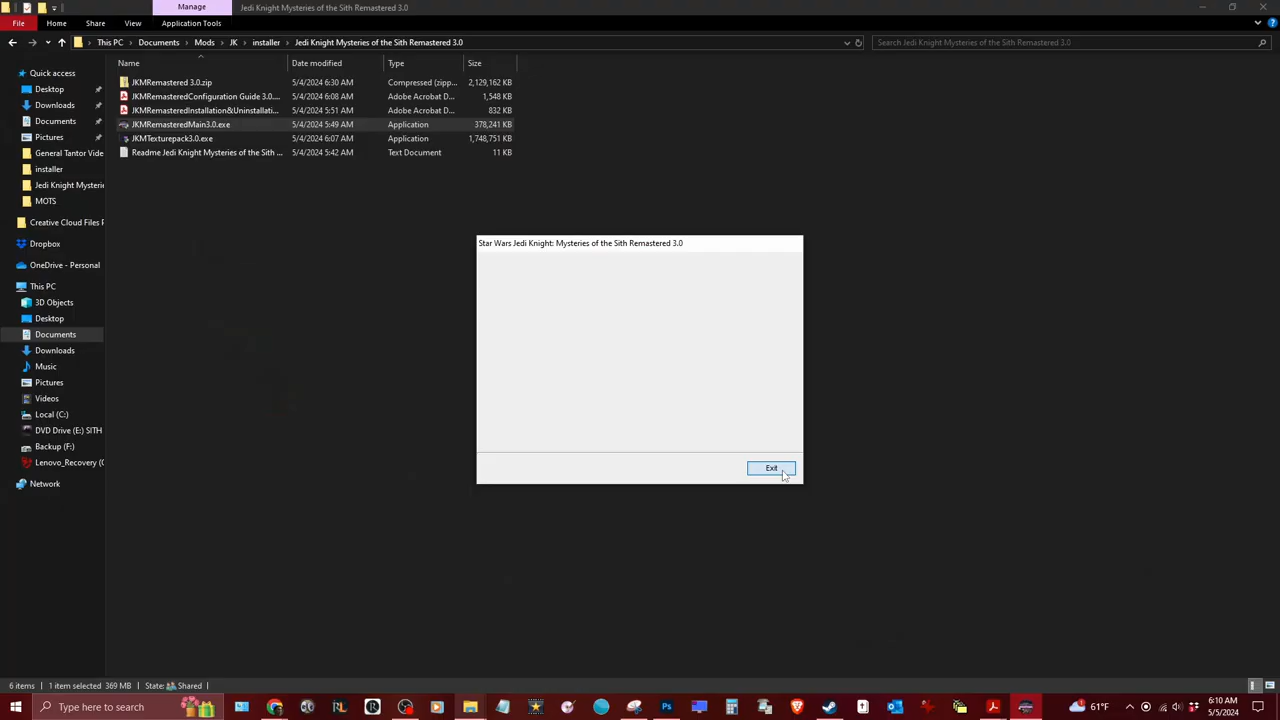 Manage
Jedi Knight Mysteries of the Sith Remastered 3.0
File
Home
Share
View
Application Tools
This PC
Documents
Mods
JK
installer
Jedi Knight Mysteries of the Sith Remastered 3.0
Search Jedi Knight Mysteries of the Sith Remastered 3.0
Name
Date modified
Type
Size
JKMRemastered 3.0.zip 5/4/2024 6:30 AM Compressed (zipp... 2,129,162 KB
JKMRemasteredConfiguration Guide 3.0.... 5/4/2024 6:08 AM Adobe Acrobat D... 1,548 KB
JKMRemasteredInstallation&Uninstallati... 5/4/2024 5:51 AM Adobe Acrobat D... 832 KB
JKMRemasteredMain3.0.exe 5/4/2024 5:49 AM Application 378,241 KB
JKMTexturepack3.0.exe 5/4/2024 6:07 AM Application 1,748,751 KB
Readme Jedi Knight Mysteries of the Sith ... 5/4/2024 5:42 AM Text Document 11 KB
Quick access
Desktop
Downloads
Documents
Pictures
General Tantor Vide
installer
Jedi Knight Mysterie
MOTS
Creative Cloud Files F
Dropbox
OneDrive - Personal
This PC
3D Objects
Desktop
Documents
Downloads
Music
Pictures
Videos
Local (C:)
DVD Drive (E:) SITH
Backup (F:)
Lenovo_Recovery (
Network
Star Wars Jedi Knight: Mysteries of the Sith Remastered 3.0
Exit
6 items
1 item selected 369 MB
State: Shared
Type here to search
61°F
6:10 AM
5/5/2024